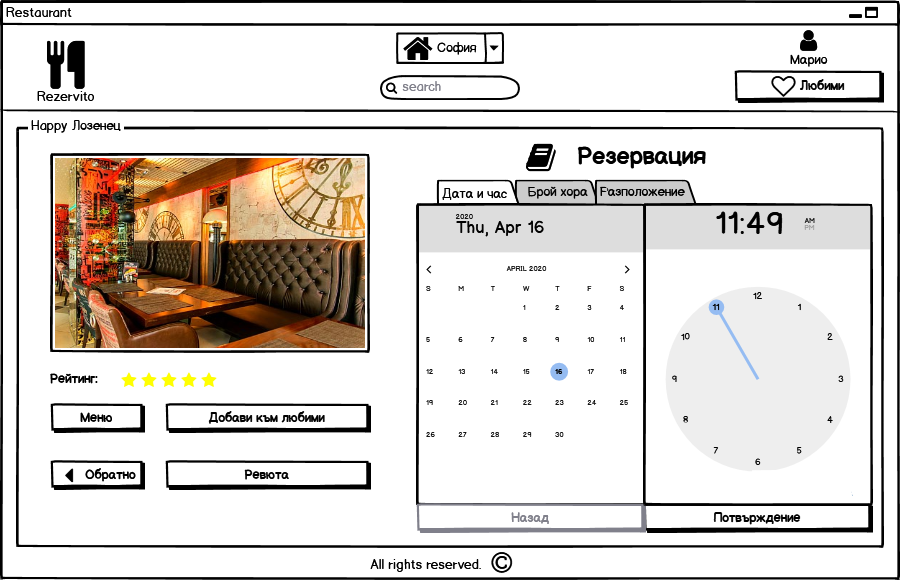 Restaurant
София
Марио
search
Rezervito
Любими
Happy Лозенец
Резервация
Дата и час
Брой хора
Разположение
2020
Thu, Apr 16
11:49
AM
PM
APRIL 2020
S M T W T F S
1 2 3 4
5 6 7 8 9 10 11
12 13 14 15 16 17 18
19 20 21 22 23 24 25
26 27 28 29 30
12
11 1
10 2
9 3
8 4
7 5
6
Рейтинг:
Меню
Добави към любими
Обратно
Ревюта
Назад
Потвърждение
All rights reserved. ©